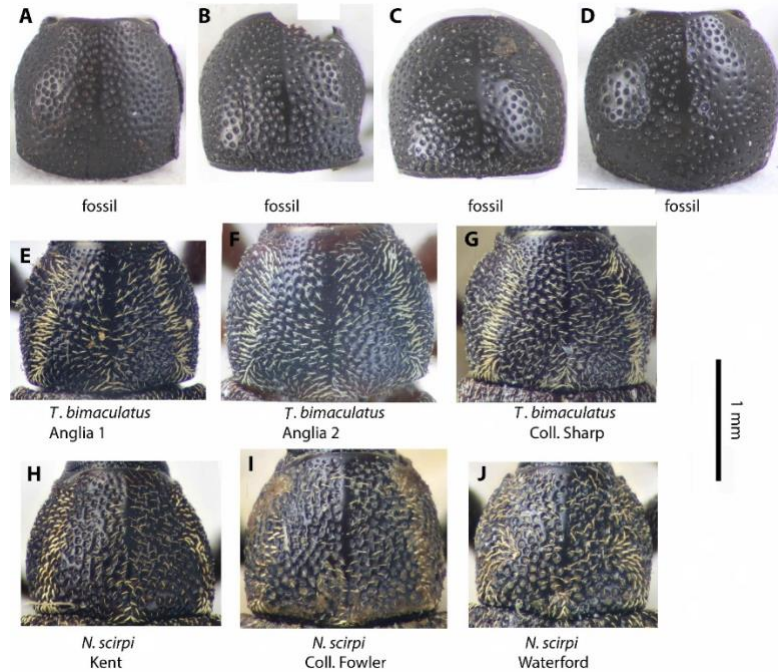 A
B
C
D
fossil
fossil
fossil
fossil
E
F
G
T. bimaculatus
Anglia 1
T. bimaculatus
Anglia 2
T. bimaculatus
Coll. Sharp
1 mm
H
I
J
N. scirpi
Kent
N. scirpi
Coll. Fowler
N. scirpi
Waterford